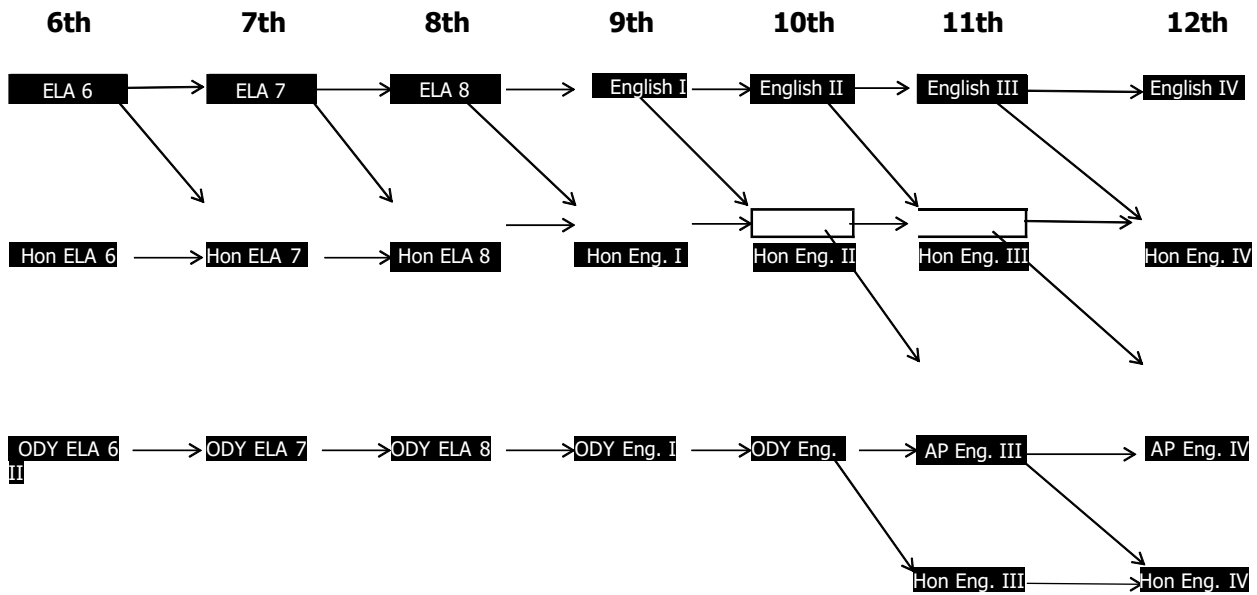 6th 7th 8th 9th 10th 11th 12th
ELA 6 ELA 7 ELA 8 English I English II English III English IV
Hon ELA 6 Hon ELA 7 Hon ELA 8 Hon Eng. I Hon Eng. II Hon Eng. III Hon Eng. IV
ODY ELA 6 ODY ELA 7 ODY ELA 8 ODY Eng. I ODY Eng. AP Eng. III AP Eng. IV
II
Hon Eng. III Hon Eng. IV